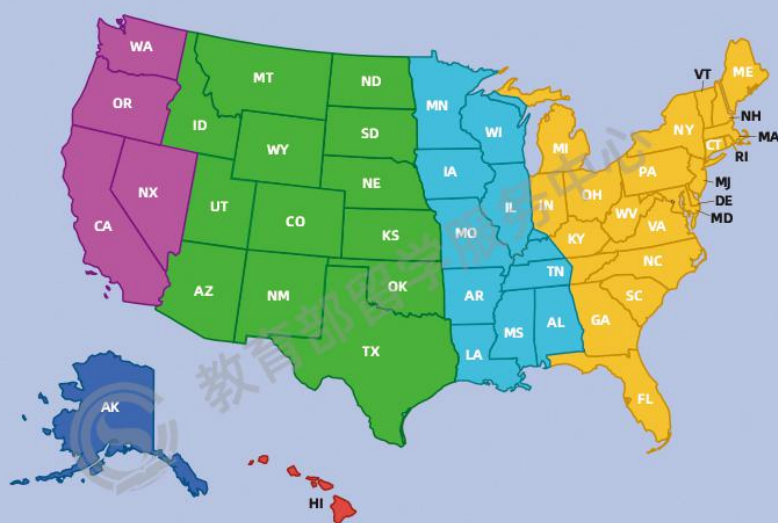 WA
OR
CA
NX
ID
MT
WY
UT
CO
AZ
NM
ND
SD
NE
KS
OK
TX
MN
WI
IA
IL
MO
AR
TN
MS
AL
LA
MI
IN
OH
KY
WV
VA
PA
NY
VT
ME
NH
MA
CT
RI
MJ
DE
MD
NC
SC
GA
FL
AK
HI
教育部留学服务中心